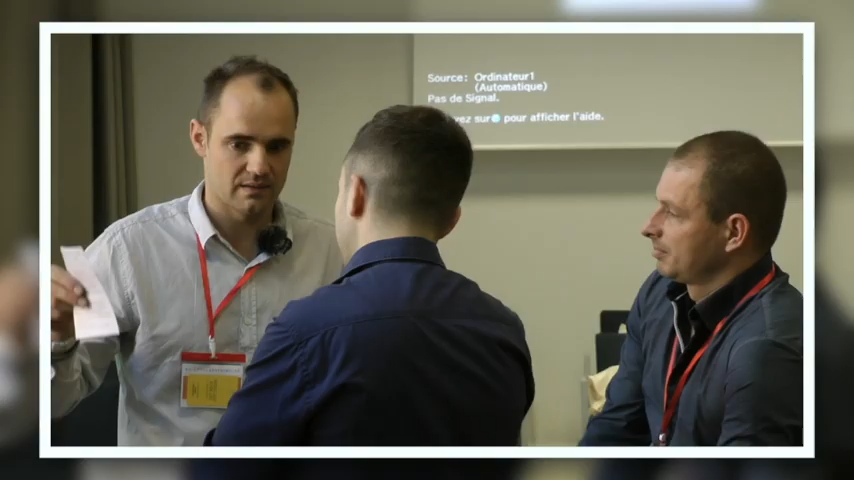 Source: Ordinateur1
(Automatique)
Pas de Signal.
sur pour afficher l'aide.